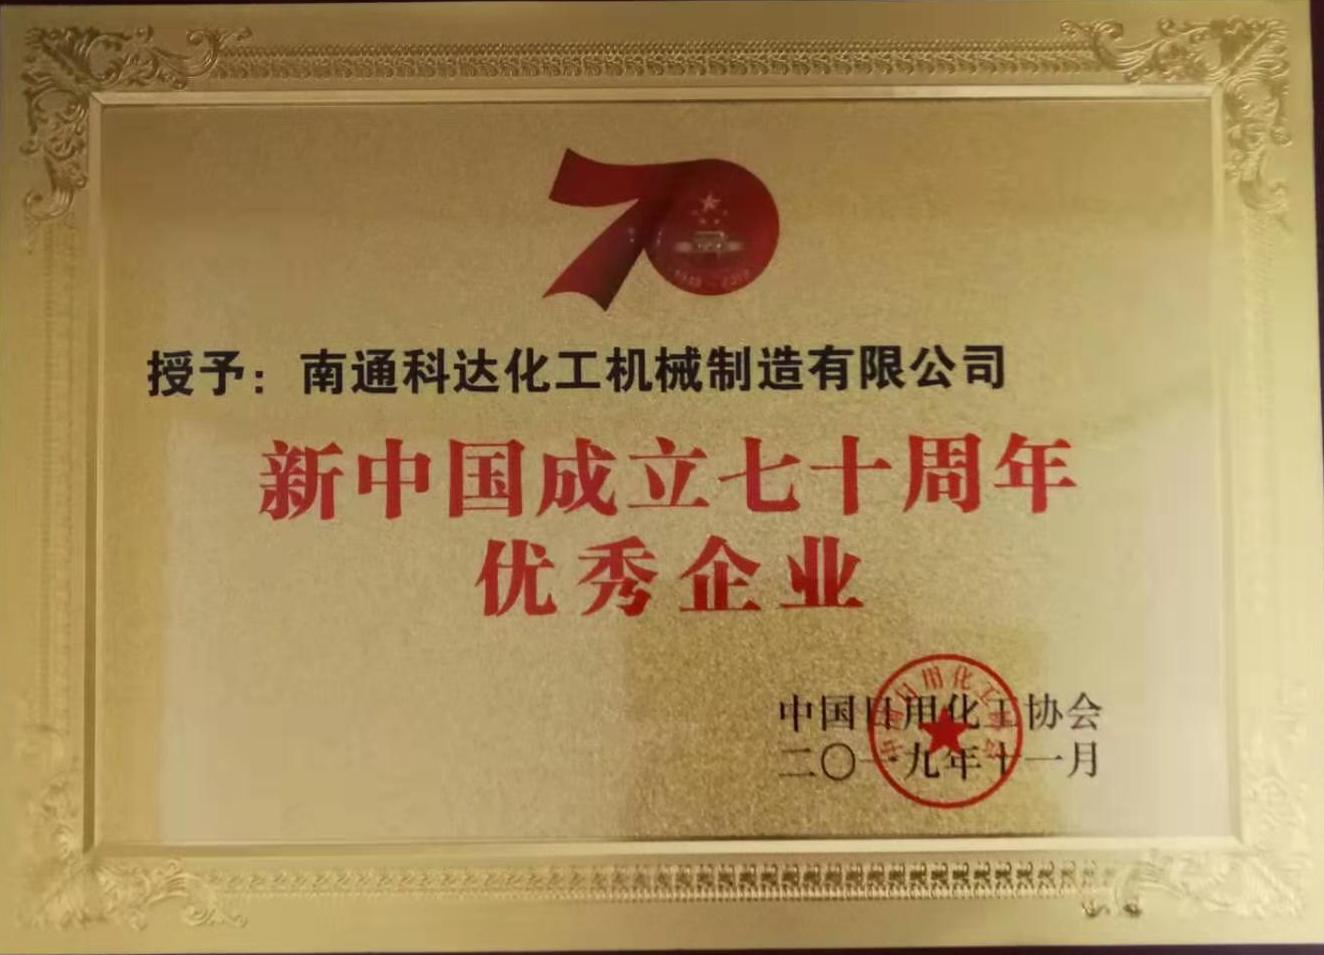 70
授予：南通科达化工机械制造有限公司
新中国成立七十周年
优秀企业
中国日用化工协会
二〇一九年十一月